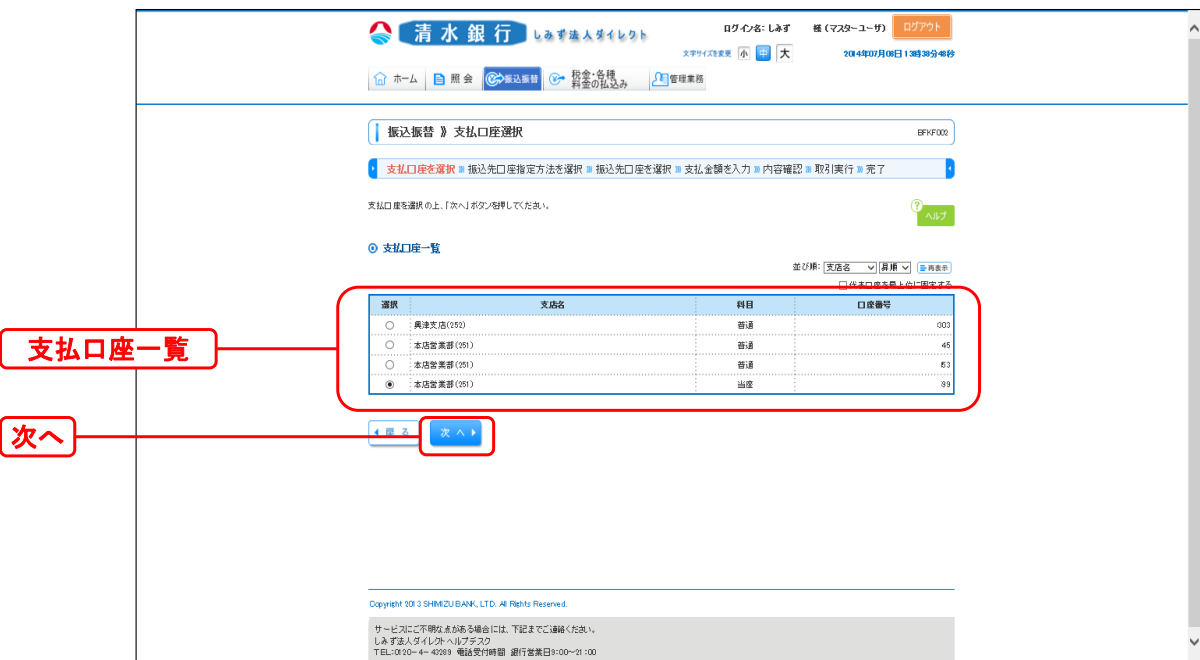 清水銀行 しみず法人ダイレクト
ログイン名: しみず 様 (マスターユーザ) ログアウト
文字サイズを変更 小 中 大 2014年07月08日13時38分48秒
ホーム 照会 振込振替 税金・各種料金の払込み 管理業務
振込振替 》 支払口座選択 BFKF002
支払口座を選択 振込先口座指定方法を選択 振込先口座を選択 支払金額を入力 内容確認 取引実行 完了
支払口座を選択の上、「次へ」ボタンを押してください。
? ヘルプ
支払口座一覧
並び順: 支店名 昇順 再表示
代表口座を最上位に固定する
選択 支店名 科目 口座番号
興津支店(252) 普通 303
本店営業部(251) 普通 45
本店営業部(251) 普通 53
本店営業部(251) 当座 99
支払口座一覧
戻る 次へ
次へ
Copyright 2013 SHIMIZU BANK, LTD. All Rights Reserved.
サービスにご不明な点がある場合には、下記までご連絡ください。
しみず法人ダイレクトヘルプデスク
TEL:0120-4-43289 電話受付時間 銀行営業日9:00~21:00